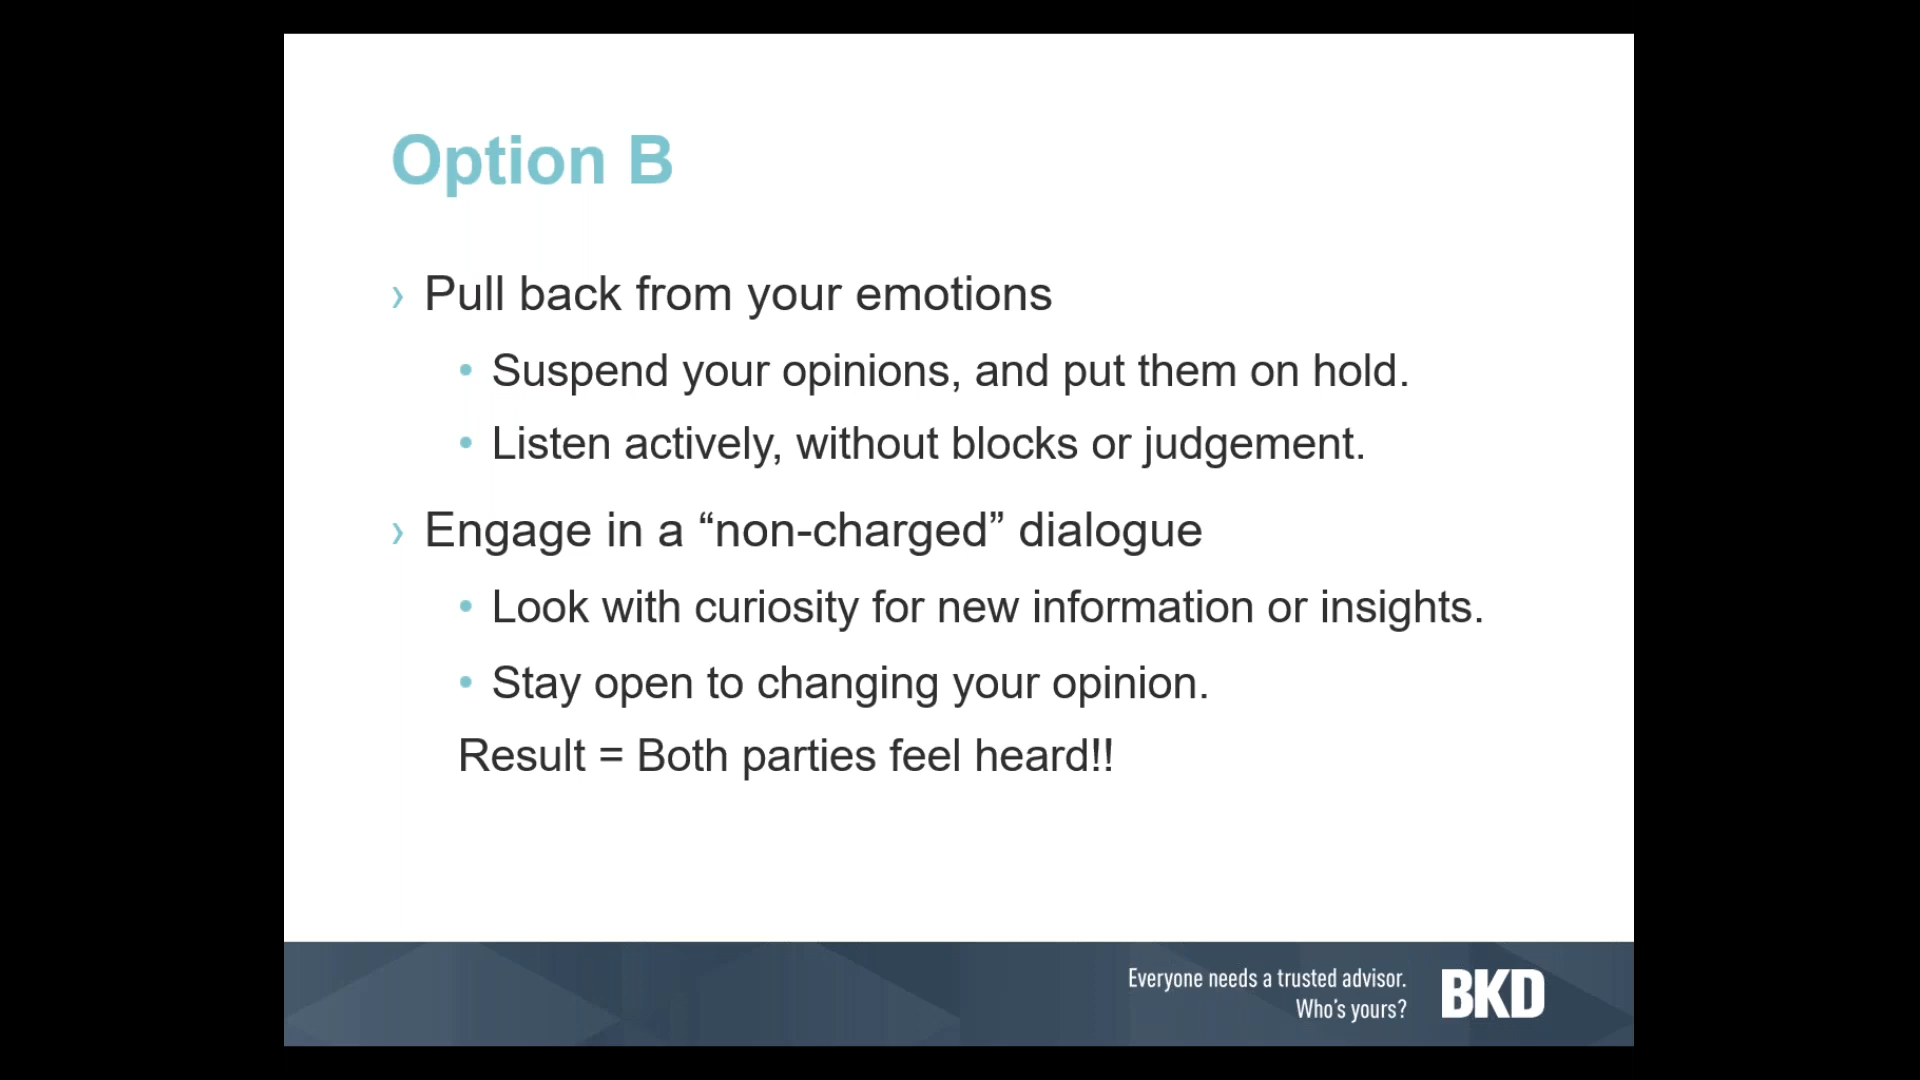 Option B
› Pull back from your emotions
• Suspend your opinions, and put them on hold.
• Listen actively, without blocks or judgement.
› Engage in a “non-charged” dialogue
• Look with curiosity for new information or insights.
• Stay open to changing your opinion.
Result = Both parties feel heard!!
Everyone needs a trusted advisor.
Who's yours?
BKD